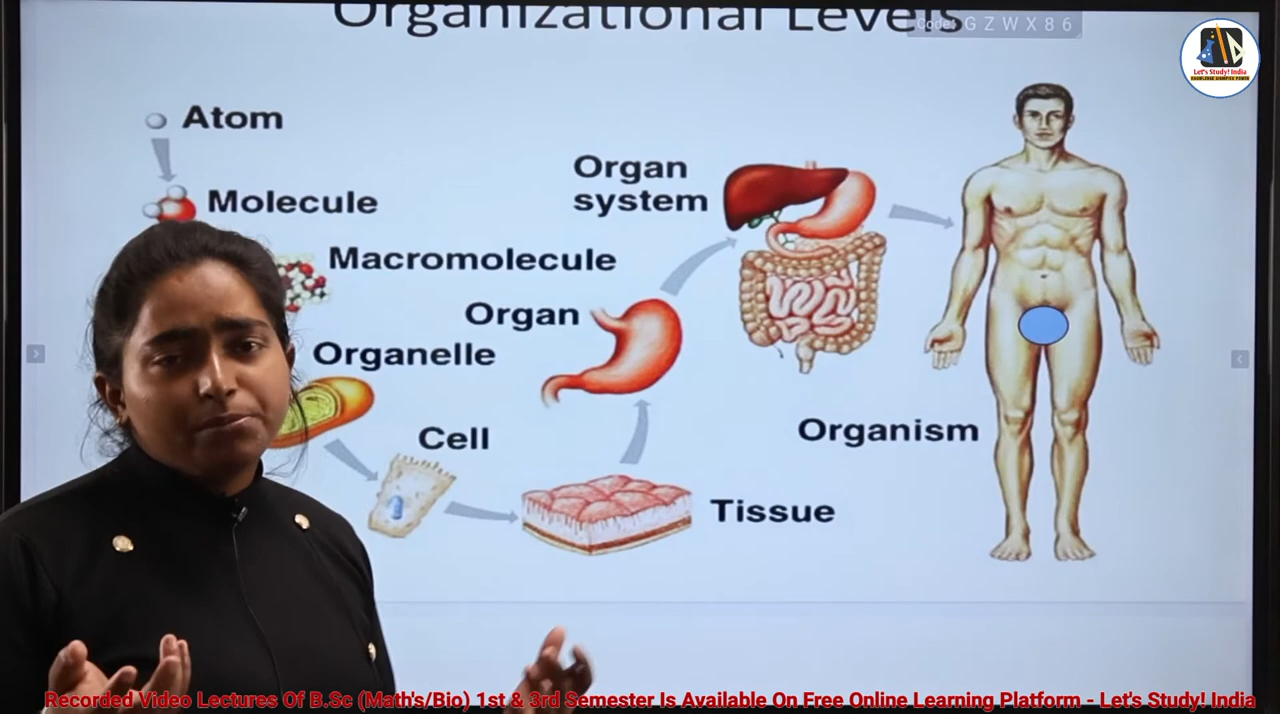 Organizational Levels
Code: G Z W X 8 6
Let's Study! India
KNOWLEDGE SIGNIFIES POWER
Atom
Molecule
Macromolecule
Organ
system
Organ
Organelle
Cell
Organism
Tissue
Recorded Video Lectures Of B.Sc (Math's/Bio) 1st & 3rd Semester Is Available On Free Online Learning Platform - Let's Study! India